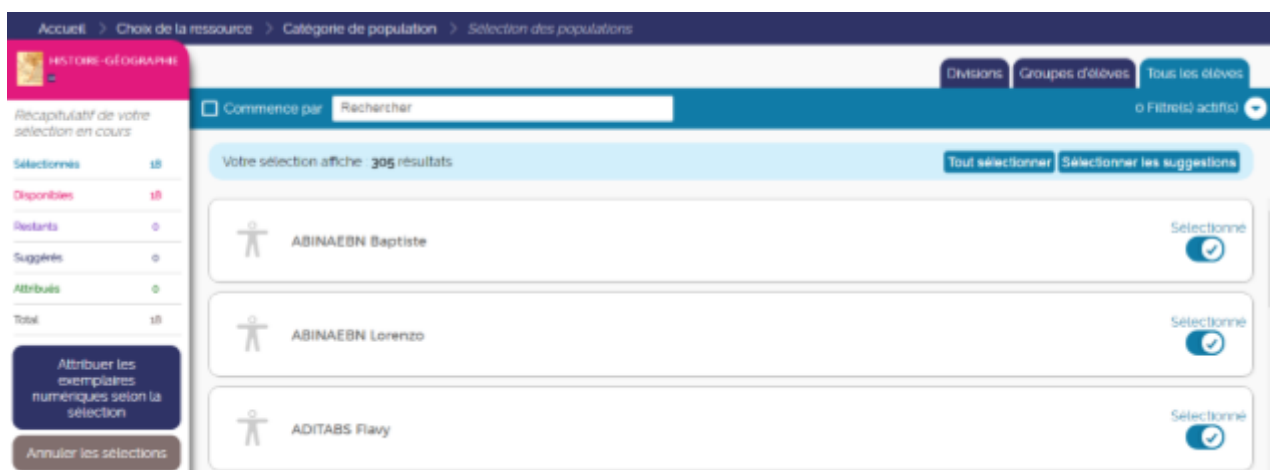 Accueil > Choix de la ressource > Catégorie de population > Sélection des populations
HISTOIRE-GÉOGRAPHIE
Divisions
Groupes d'élèves
Tous les élèves
Commence par
Rechercher
0 Filtre(s) actif(s)
Récapitulatif de votre
sélection en cours
Sélectionnés 18
Disponibles 18
Restants 0
Suggérés 0
Attribués 0
Total 18
Attribuer les
exemplaires
numériques selon la
sélection
Annuler les sélections
Votre sélection affiche : 305 résultats
Tout sélectionner
Sélectionner les suggestions
ABINAEBN Baptiste
Sélectionné
ABINAEBN Lorenzo
Sélectionné
ADITABS Flavy
Sélectionné